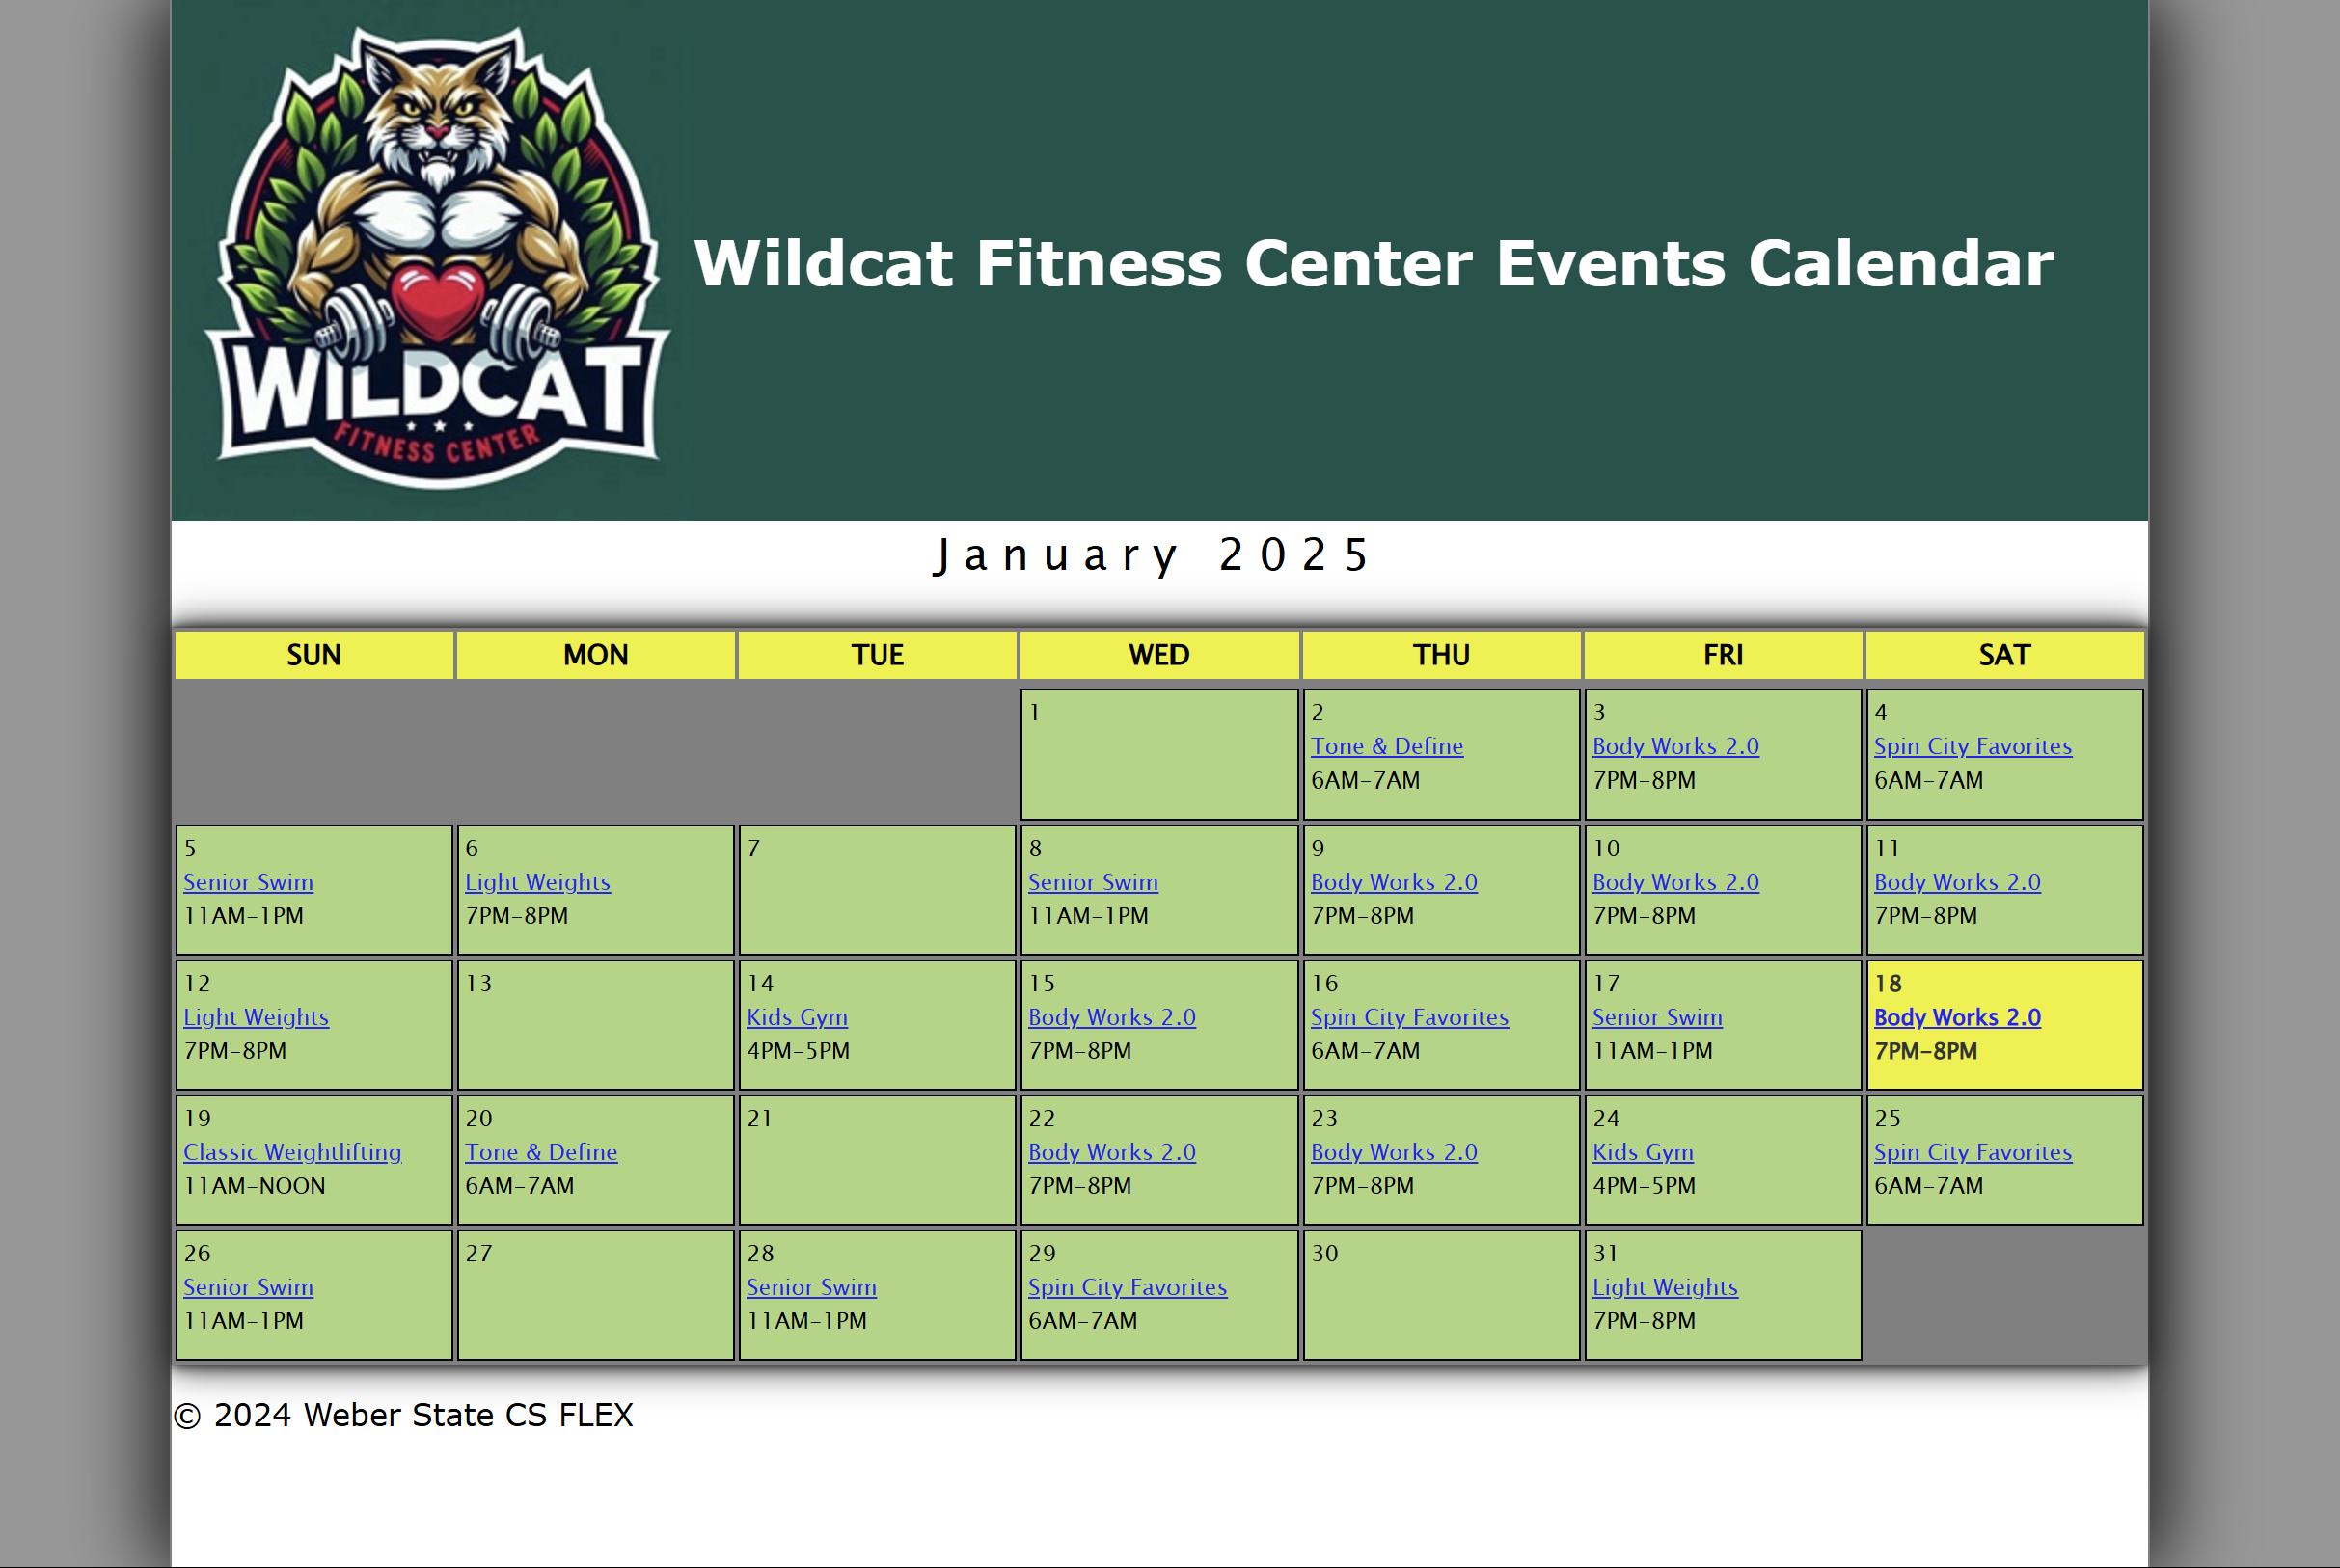 WILDCAT
FITNESS CENTER
Wildcat Fitness Center Events Calendar
January 2025
SUN MON TUE WED THU FRI SAT
1
2
Tone & Define
6AM-7AM
3
Body Works 2.0
7PM-8PM
4
Spin City Favorites
6AM-7AM
5
Senior Swim
11AM-1PM
6
Light Weights
7PM-8PM
7
8
Senior Swim
11AM-1PM
9
Body Works 2.0
7PM-8PM
10
Body Works 2.0
7PM-8PM
11
Body Works 2.0
7PM-8PM
12
Light Weights
7PM-8PM
13
14
Kids Gym
4PM-5PM
15
Body Works 2.0
7PM-8PM
16
Spin City Favorites
6AM-7AM
17
Senior Swim
11AM-1PM
18
Body Works 2.0
7PM-8PM
19
Classic Weightlifting
11AM-NOON
20
Tone & Define
6AM-7AM
21
22
Body Works 2.0
7PM-8PM
23
Body Works 2.0
7PM-8PM
24
Kids Gym
4PM-5PM
25
Spin City Favorites
6AM-7AM
26
Senior Swim
11AM-1PM
27
28
Senior Swim
11AM-1PM
29
Spin City Favorites
6AM-7AM
30
31
Light Weights
7PM-8PM
© 2024 Weber State CS FLEX